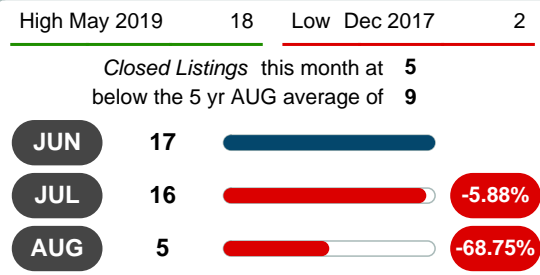 High May 2019 18 Low Dec 2017 2
Closed Listings this month at 5
below the 5 yr AUG average of 9
JUN 17
JUL 16 -5.88%
AUG 5 -68.75%